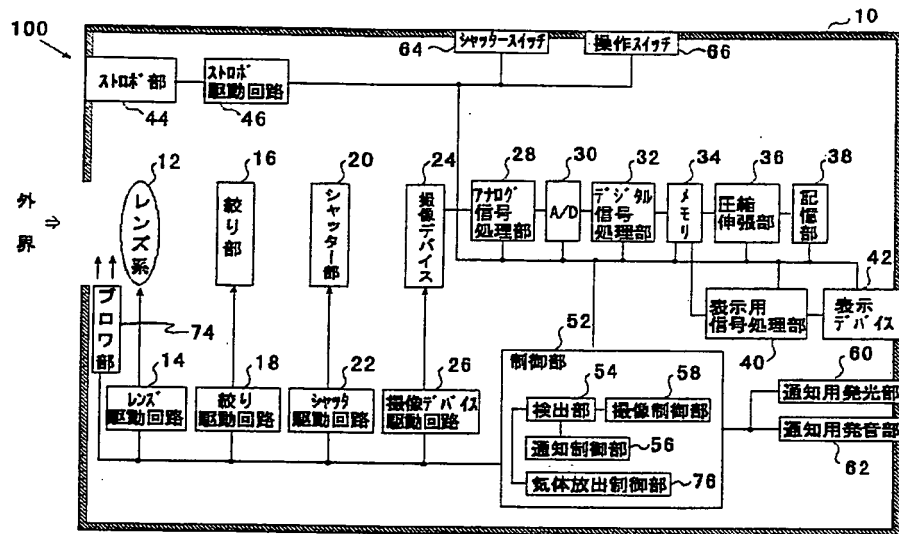 100
10
64
シャッタースイッチ
操作スイッチ
66
ストロボ部
44
ストロボ
駆動回路
46
外界
⇒
12
レンズ系
16
絞り部
20
シャッター部
24
撮像デバイス
28
アナログ
信号
処理部
30
A/D
32
デジタル
信号
処理部
34
メモリ
36
圧縮
伸張部
38
記憶部
表示用
信号処理部
40
42
表示
デバイス
ブロワ部
74
14
レンズ
駆動回路
18
絞り
駆動回路
22
シャッタ
駆動回路
26
撮像デバイス
駆動回路
52
制御部
54
検出部
58
撮像制御部
通知制御部
56
気体放出制御部
76
60
通知用発光部
通知用発音部
62